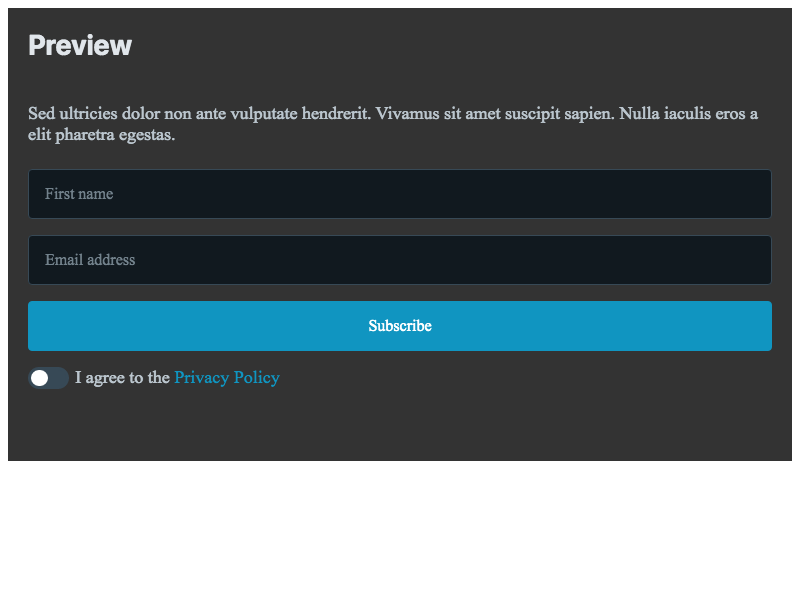 Preview
Sed ultricies dolor non ante vulputate hendrerit. Vivamus sit amet suscipit sapien. Nulla iaculis eros a
elit pharetra egestas.
First name
Email address
Subscribe
I agree to the Privacy Policy